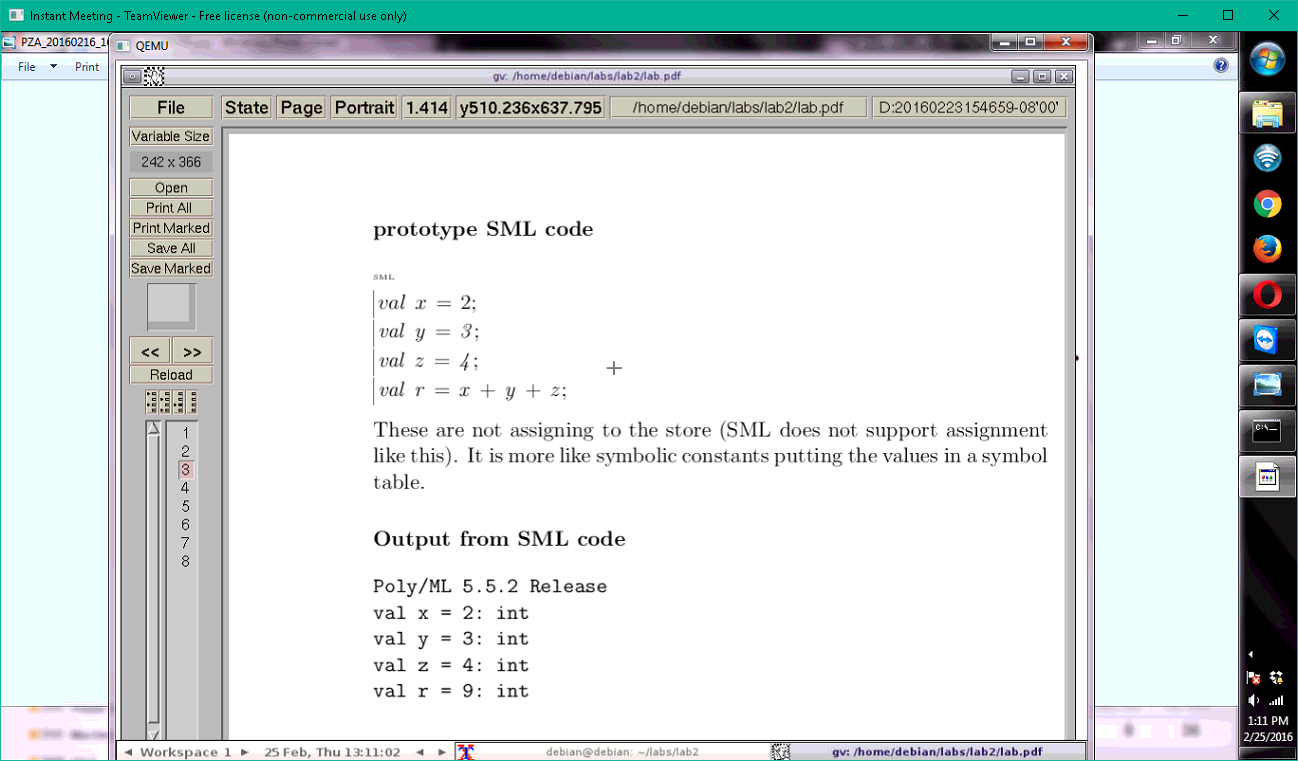 Instant Meeting - TeamViewer - Free license (non-commercial use only)
PZA_20160216_1
QEMU
File Print
gv: /home/debian/labs/lab2/lab.pdf
File State Page Portrait 1.414 y510.236x637.795 /home/debian/labs/lab2/lab.pdf D:20160223154659-08'00'
Variable Size
242 x 366
Open
Print All
Print Marked
Save All
Save Marked
<< >>
Reload
1
2
3
4
5
6
7
8
prototype SML code
SML
val x = 2;
val y = 3;
val z = 4;
val r = x + y + z;
These are not assigning to the store (SML does not support assignment
like this). It is more like symbolic constants putting the values in a symbol
table.
Output from SML code
Poly/ML 5.5.2 Release
val x = 2: int
val y = 3: int
val z = 4: int
val r = 9: int
Workspace 1 25 Feb, Thu 13:11:02 debian@debian: ~/labs/lab2 gv: /home/debian/labs/lab2/lab.pdf
1:11 PM
2/25/2016